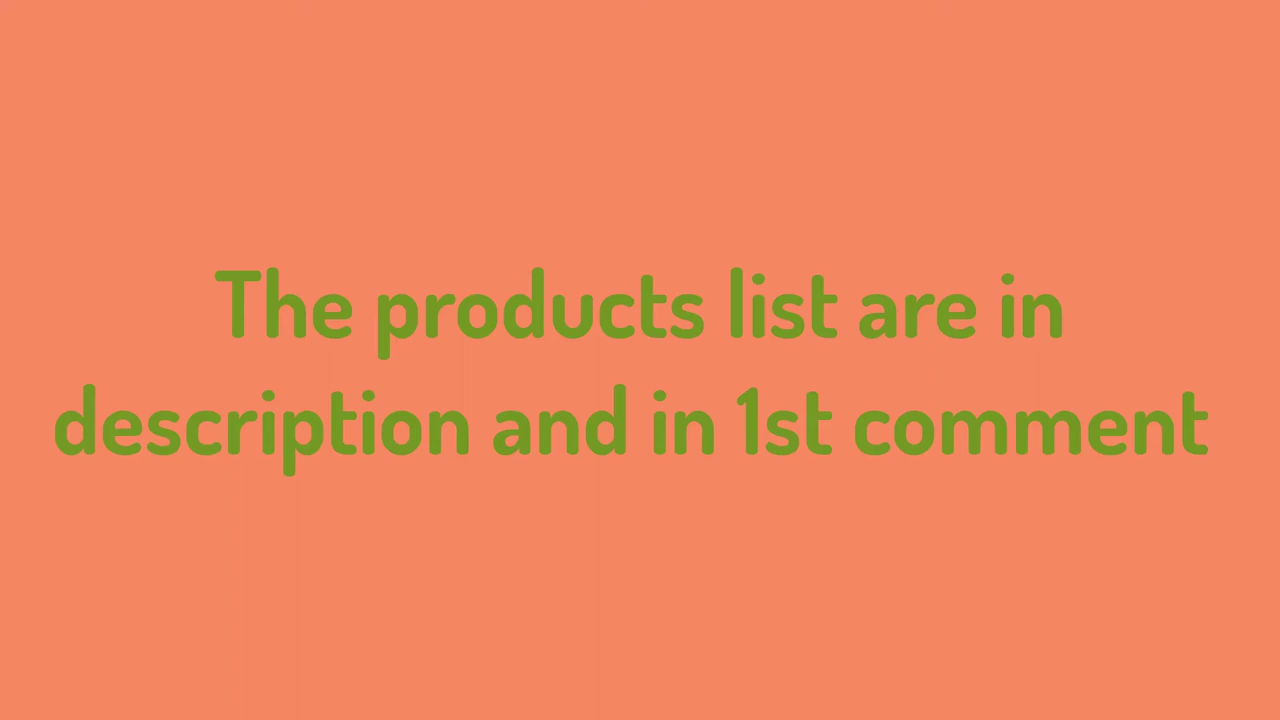 The products list are in
description and in 1st comment